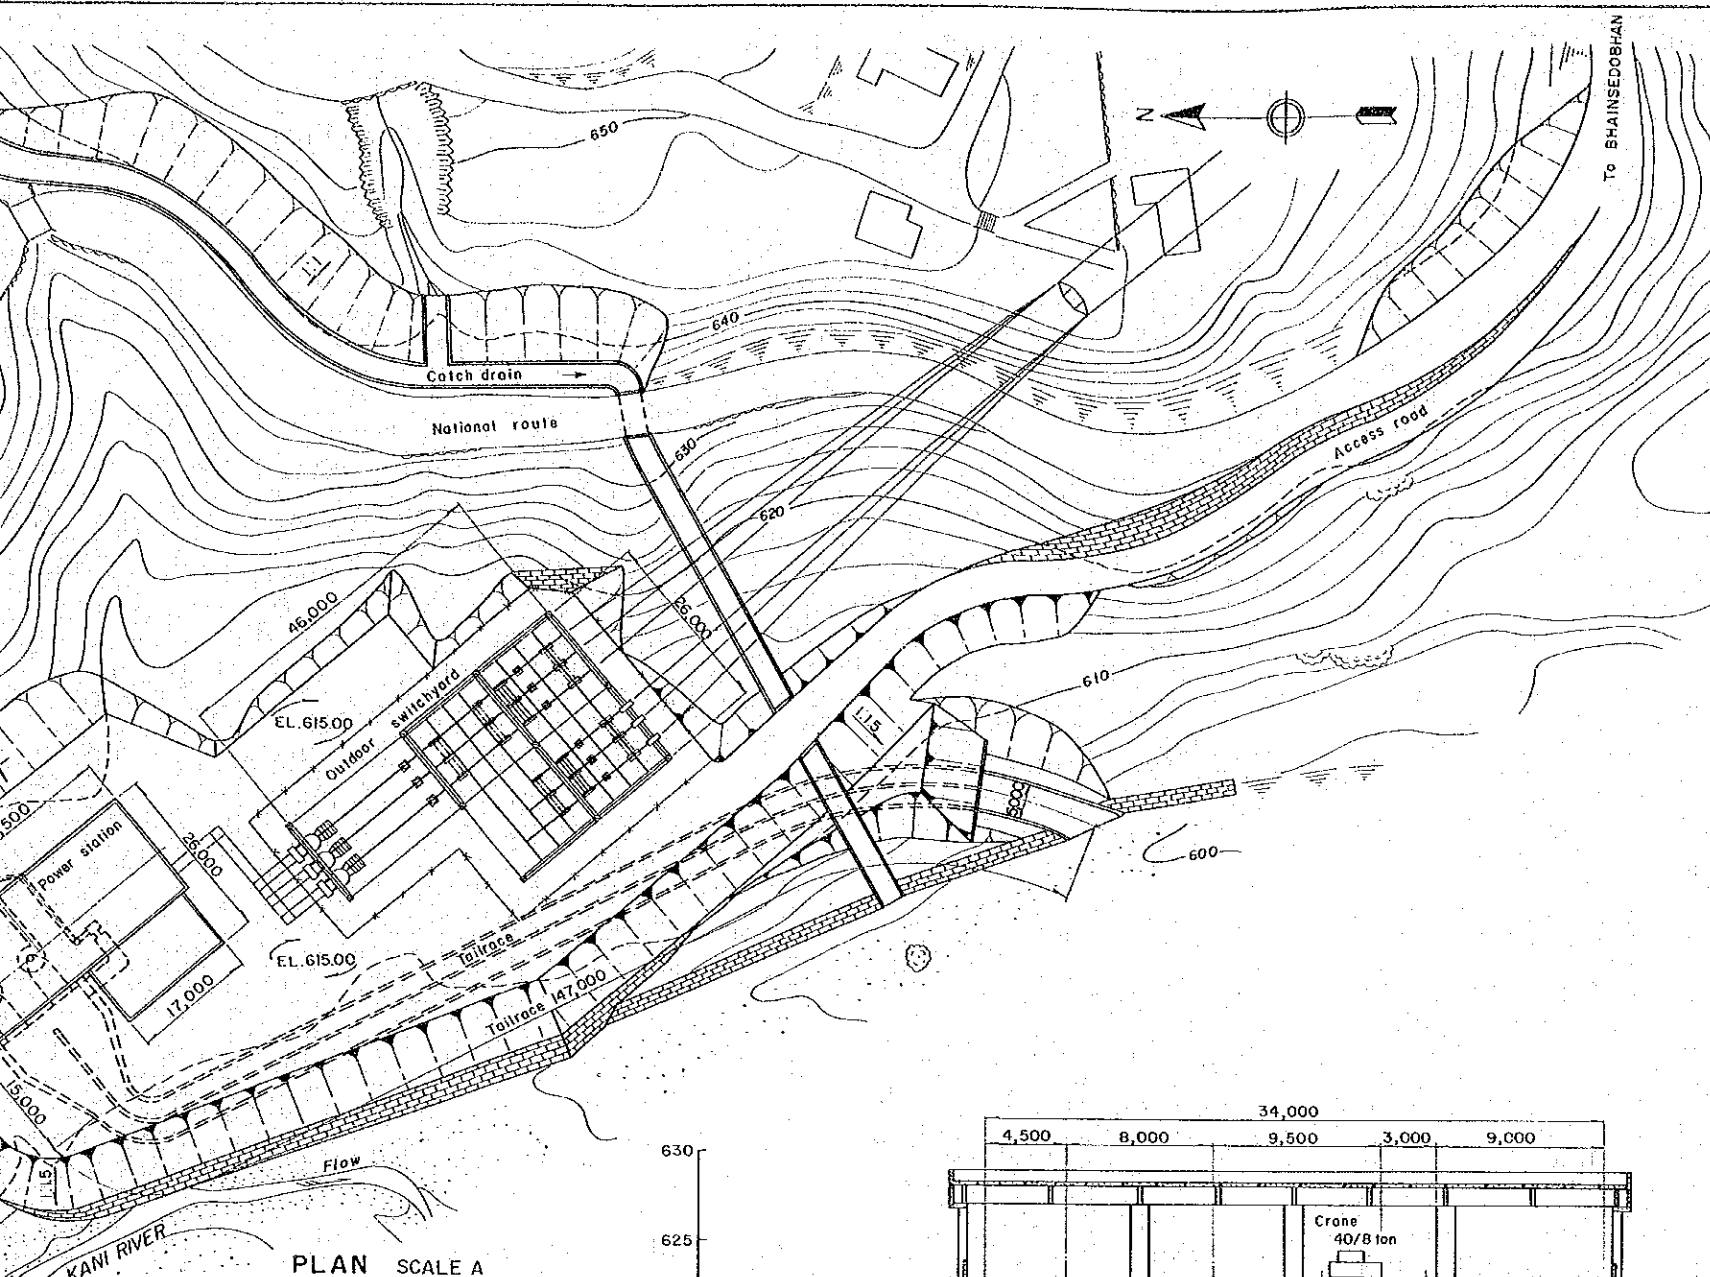 To BHAINSEDOBHAN
N
650
1:1
640
Catch drain
National route
630
Access road
620
46,000
26,000
610
EL.615.00
Outdoor switchyard
1:1.5
5000
Power station
26,000
600
EL.615.00
Tailrace
17,000
Tailrace 147,000
15,000
1:1.5
Flow
KANI RIVER
PLAN SCALE A
630
625
34,000
4,500 8,000 9,500 3,000 9,000
Crane
40/8 ton